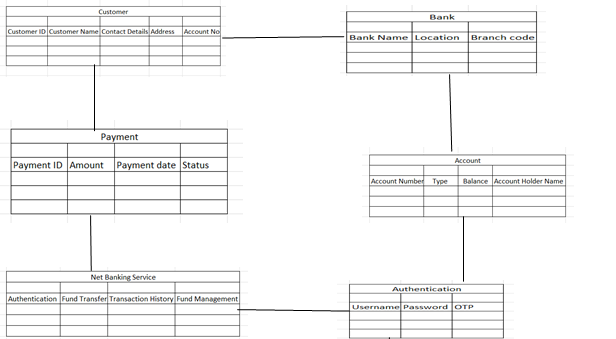 Customer
Customer ID Customer Name Contact Details Address Account No
Bank
Bank Name Location Branch code
Payment
Payment ID Amount Payment date Status
Account
Account Number Type Balance Account Holder Name
Net Banking Service
Authentication Fund Transfer Transaction History Fund Management
Authentication
Username Password OTP